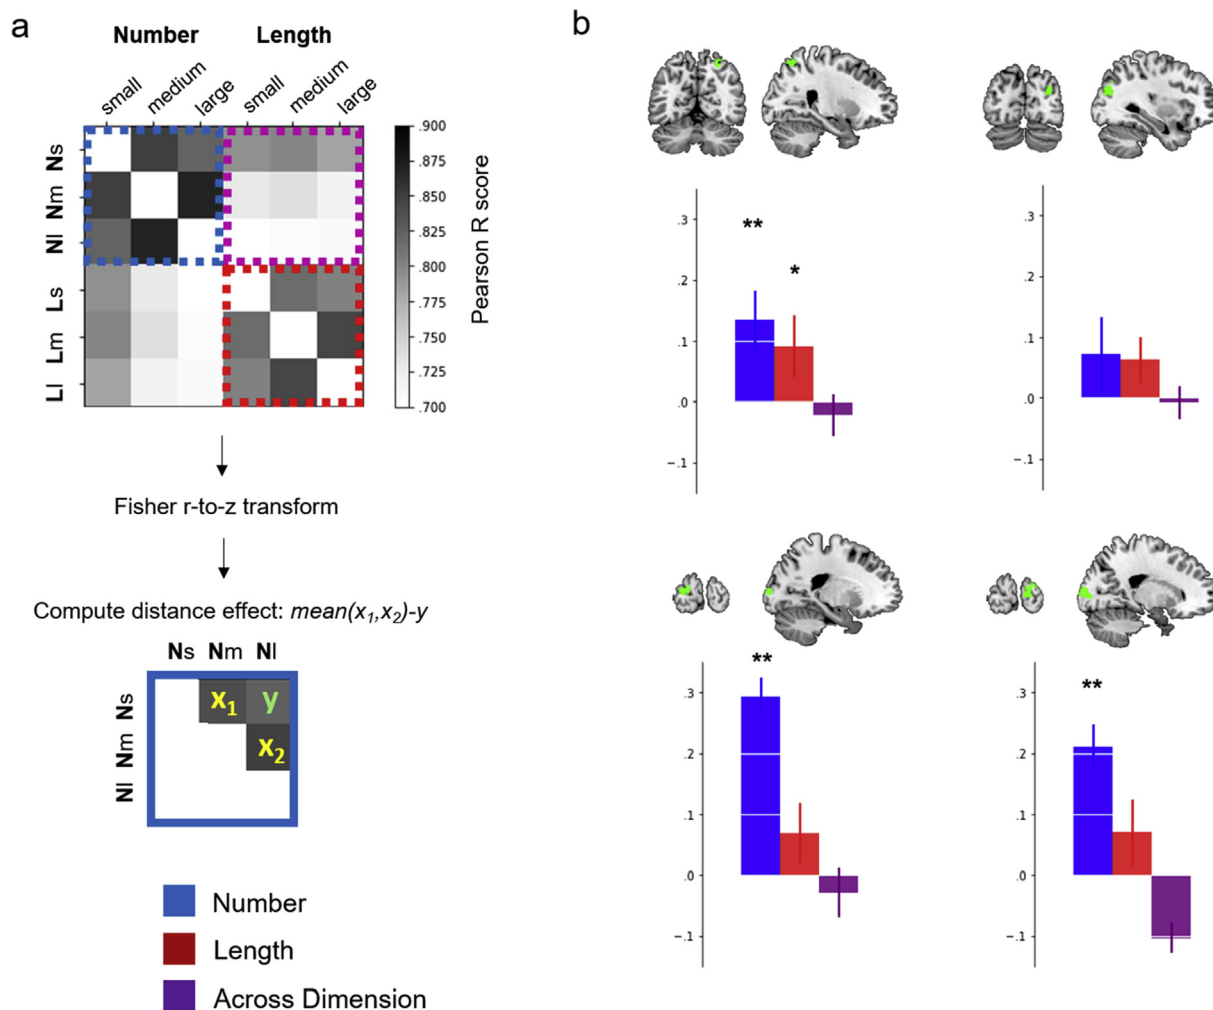 a
Number Length
small medium large small medium large
Ns
Nm
Nl
Ls
Lm
Ll
.900
.875
.850
.825
.800
.775
.750
.725
.700
Pearson R score
Fisher r-to-z transform
Compute distance effect: mean(x1,x2)-y
Ns Nm Nl
Ns
Nm
Nl
x1 y
x2
Number
Length
Across Dimension
b
.3
.2
.1
.0
−.1
**
*
.3
.2
.1
.0
−.1
.3
.2
.1
.0
−.1
**
.3
.2
.1
.0
−.1
**